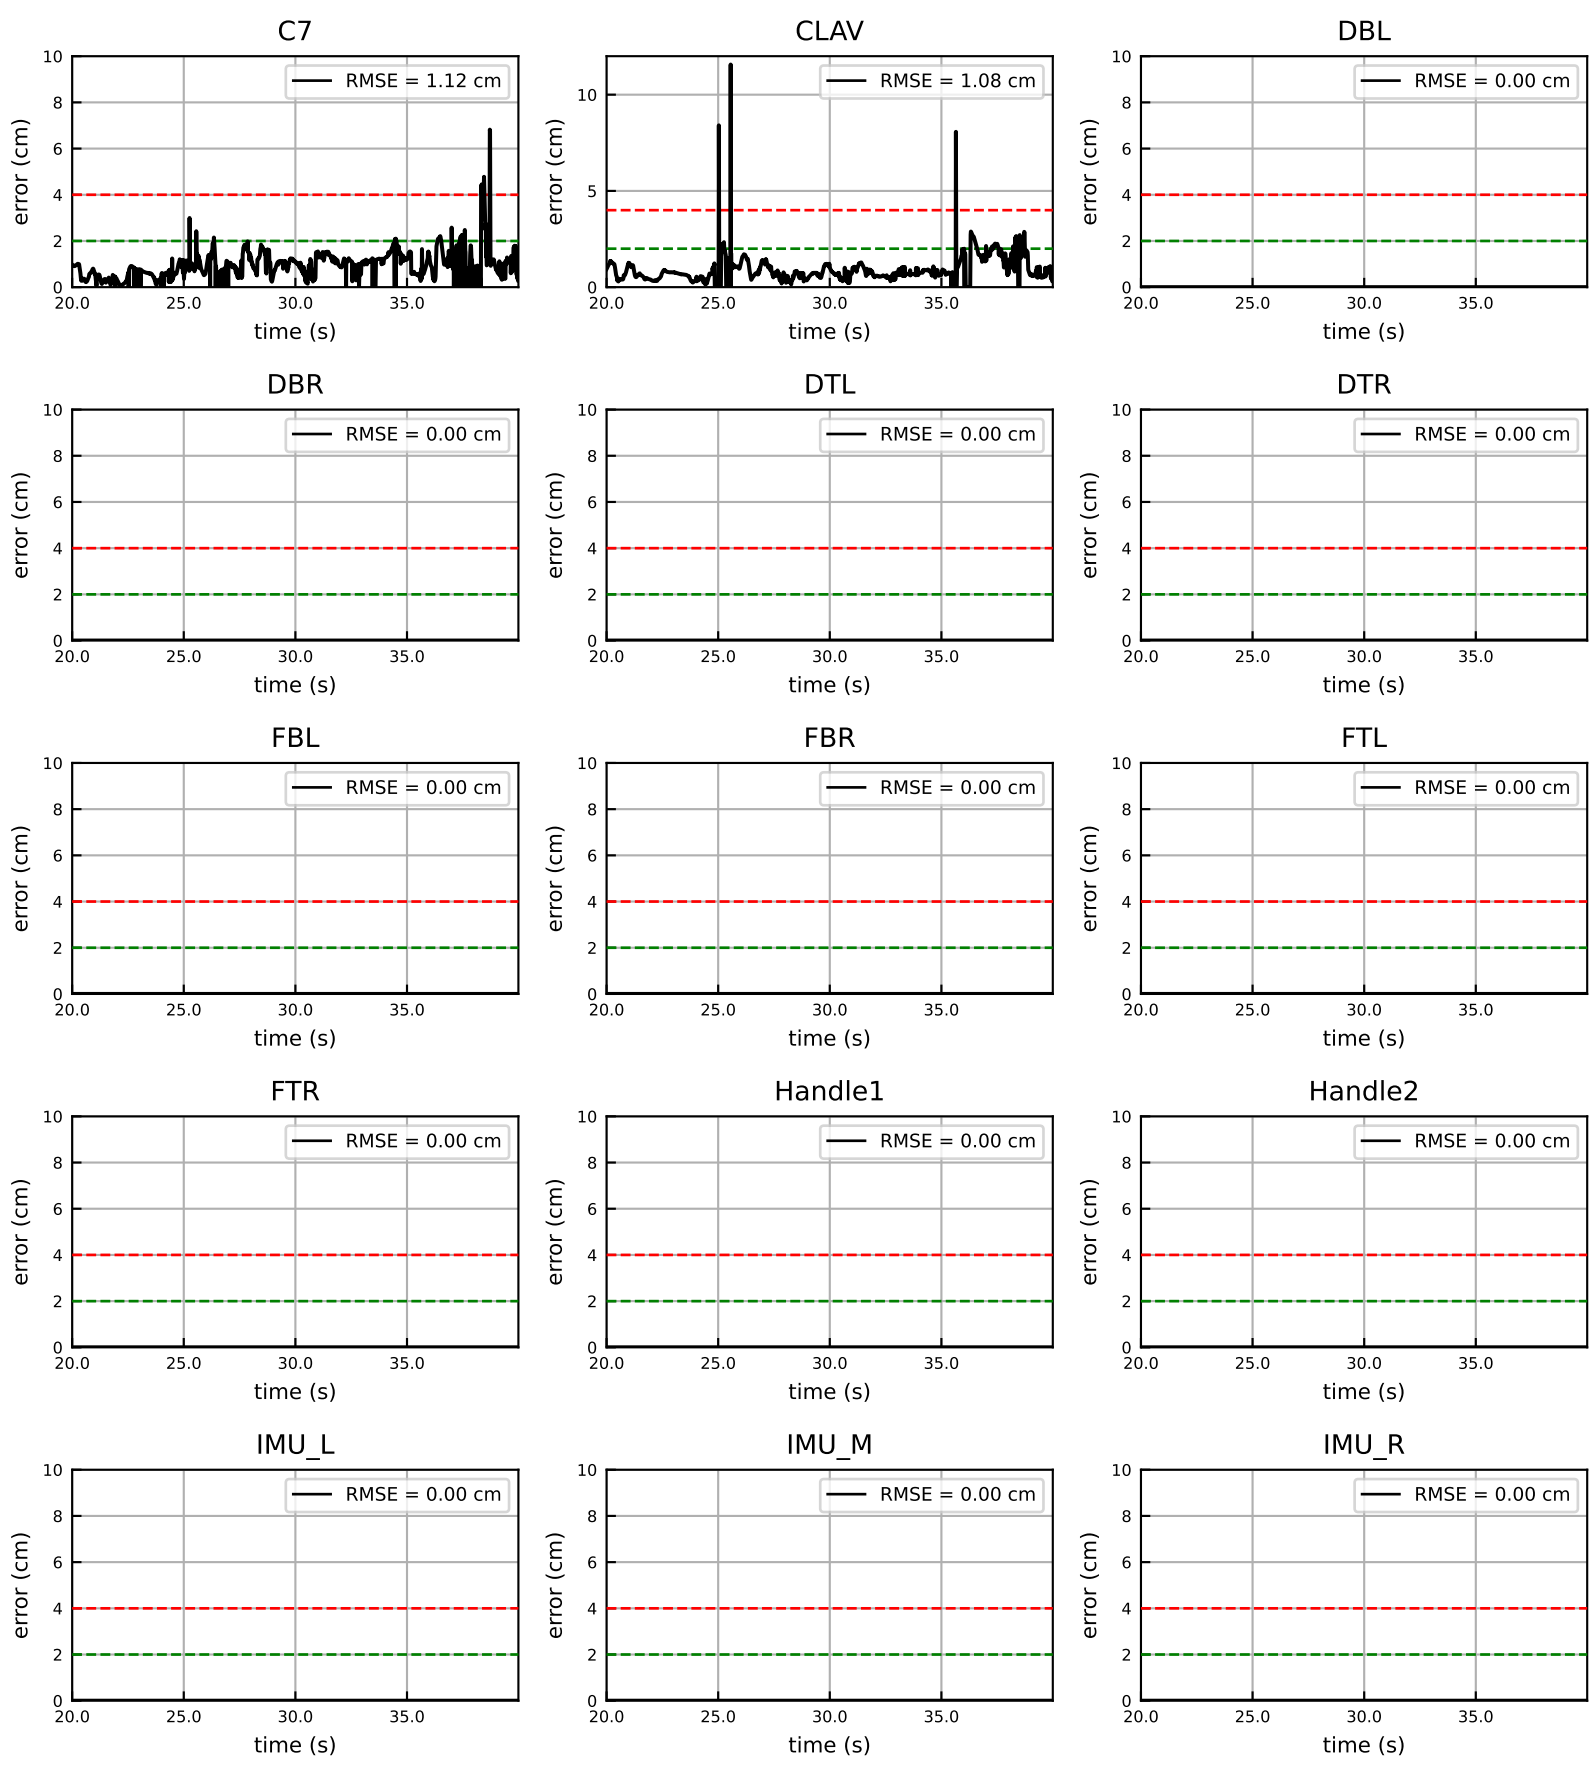 C7
RMSE = 1.12 cm
10
8
6
4
2
0
error (cm)
20.0 25.0 30.0 35.0
time (s)
CLAV
RMSE = 1.08 cm
10
5
0
error (cm)
20.0 25.0 30.0 35.0
time (s)
DBL
RMSE = 0.00 cm
10
8
6
4
2
0
error (cm)
20.0 25.0 30.0 35.0
time (s)
DBR
RMSE = 0.00 cm
10
8
6
4
2
0
error (cm)
20.0 25.0 30.0 35.0
time (s)
DTL
RMSE = 0.00 cm
10
8
6
4
2
0
error (cm)
20.0 25.0 30.0 35.0
time (s)
DTR
RMSE = 0.00 cm
10
8
6
4
2
0
error (cm)
20.0 25.0 30.0 35.0
time (s)
FBL
RMSE = 0.00 cm
10
8
6
4
2
0
error (cm)
20.0 25.0 30.0 35.0
time (s)
FBR
RMSE = 0.00 cm
10
8
6
4
2
0
error (cm)
20.0 25.0 30.0 35.0
time (s)
FTL
RMSE = 0.00 cm
10
8
6
4
2
0
error (cm)
20.0 25.0 30.0 35.0
time (s)
FTR
RMSE = 0.00 cm
10
8
6
4
2
0
error (cm)
20.0 25.0 30.0 35.0
time (s)
Handle1
RMSE = 0.00 cm
10
8
6
4
2
0
error (cm)
20.0 25.0 30.0 35.0
time (s)
Handle2
RMSE = 0.00 cm
10
8
6
4
2
0
error (cm)
20.0 25.0 30.0 35.0
time (s)
IMU_L
RMSE = 0.00 cm
10
8
6
4
2
0
error (cm)
20.0 25.0 30.0 35.0
time (s)
IMU_M
RMSE = 0.00 cm
10
8
6
4
2
0
error (cm)
20.0 25.0 30.0 35.0
time (s)
IMU_R
RMSE = 0.00 cm
10
8
6
4
2
0
error (cm)
20.0 25.0 30.0 35.0
time (s)